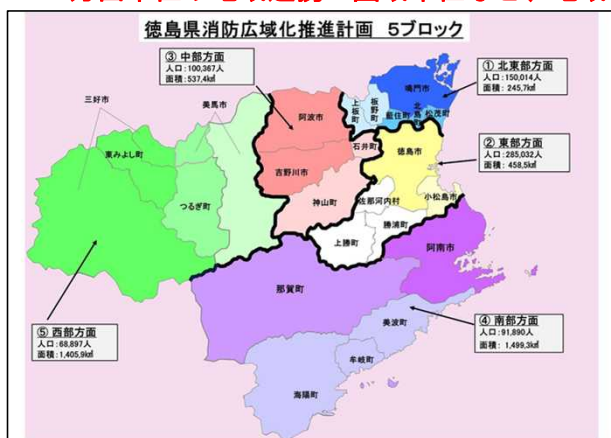 徳島県消防広域化推進計画 5ブロック
③ 中部方面
人口:100,367人
面積:537,4㎢
① 北東部方面
人口:150,014人
面積:245,7㎢
三好市
美馬市
阿波市
上板町
板野町
鳴門市
藍住町
北島町
松茂町
東みよし町
石井町
徳島市
② 東部方面
人口:285,032人
面積:458,5㎢
吉野川市
つるぎ町
神山町
佐那河内村
小松島市
勝浦町
上勝町
阿南市
那賀町
⑤ 西部方面
人口:68,897人
面積:1,405,9㎢
美波町
④ 南部方面
人口:91,890人
面積: 1,499,3㎢
牟岐町
海陽町